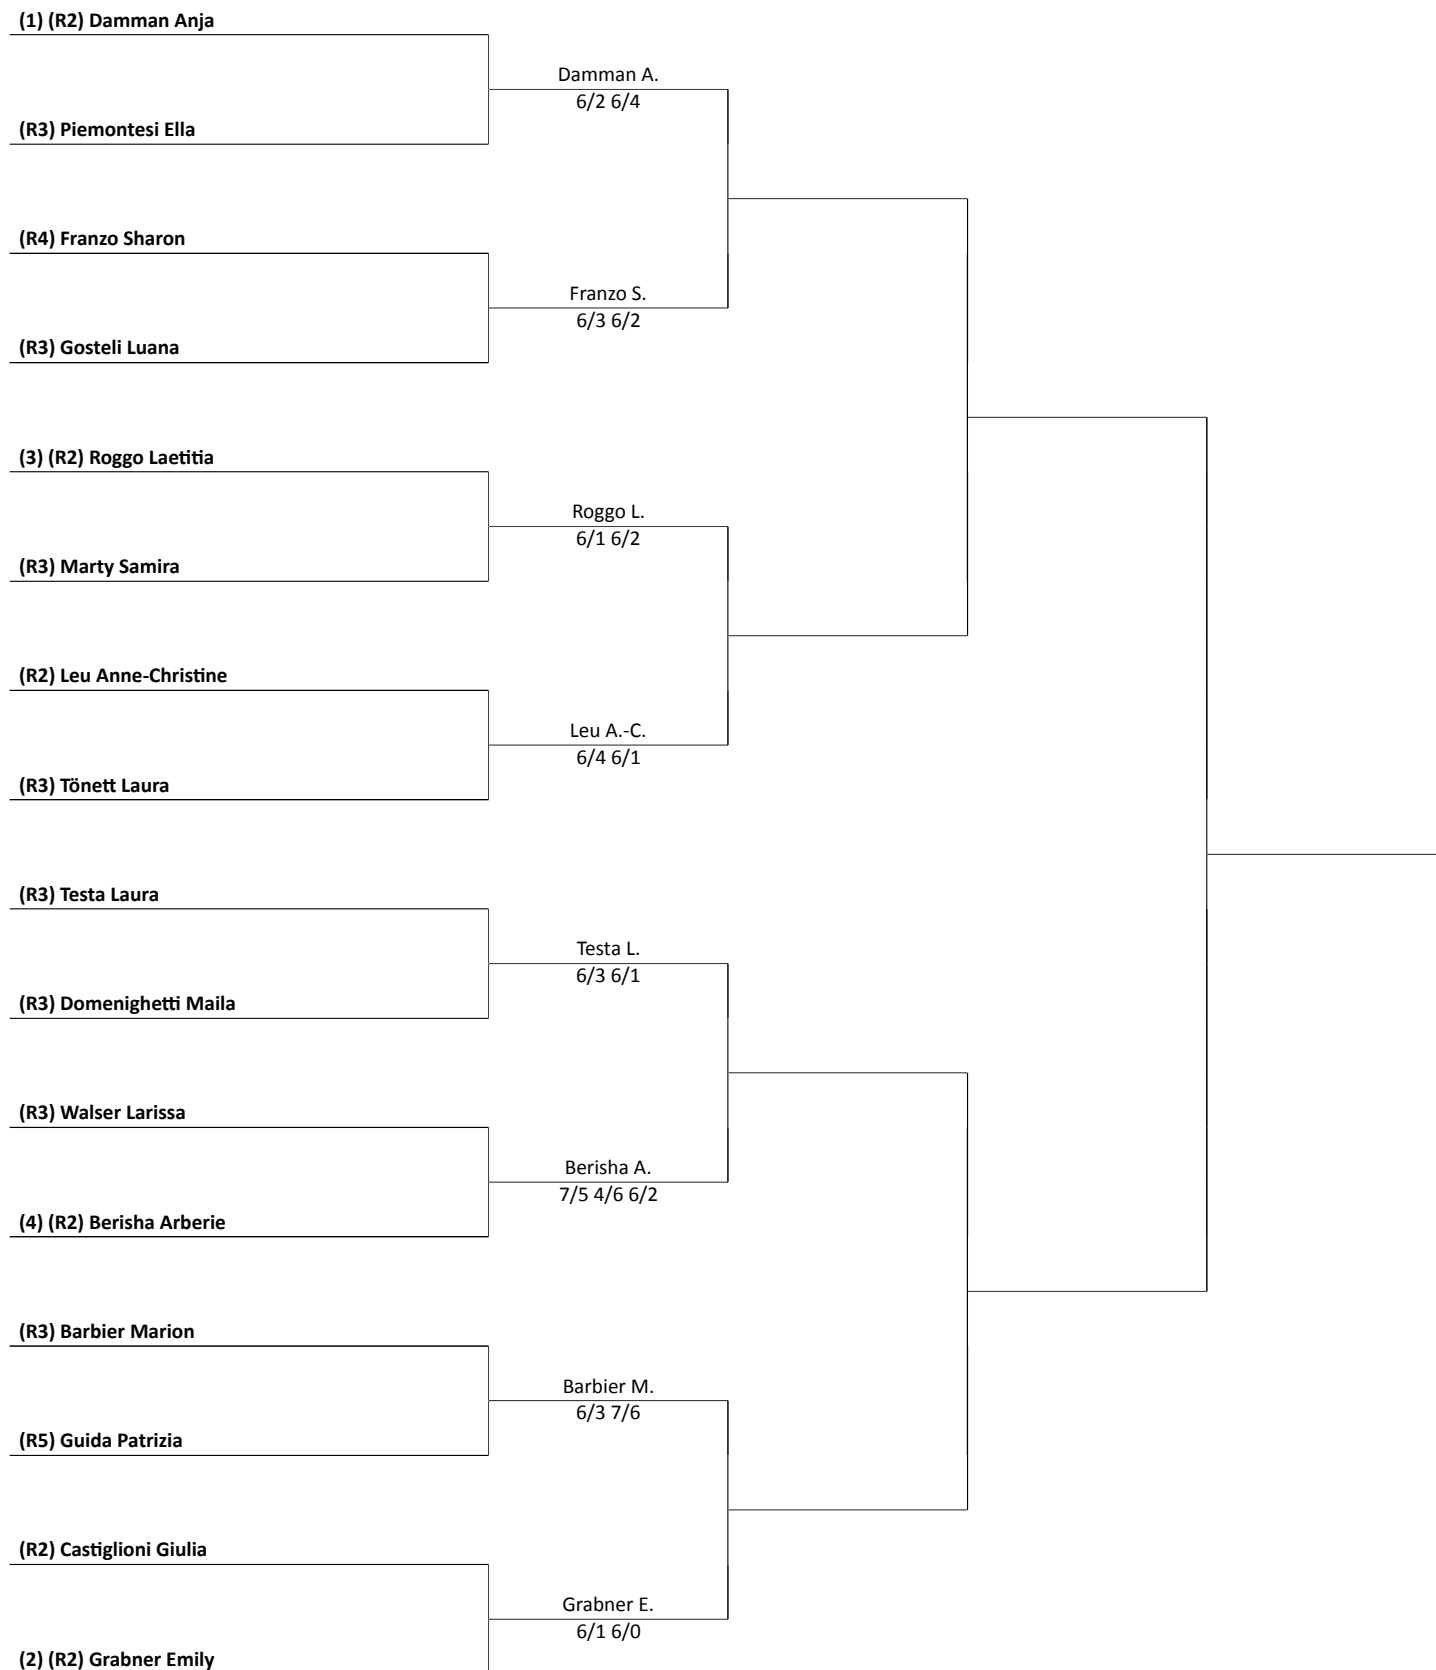 (1) (R2) Damman Anja
Damman A.
6/2 6/4
(R3) Piemontesi Ella
(R4) Franzo Sharon
Franzo S.
6/3 6/2
(R3) Gosteli Luana
(3) (R2) Roggo Laetitia
Roggo L.
6/1 6/2
(R3) Marty Samira
(R2) Leu Anne-Christine
Leu A.-C.
6/4 6/1
(R3) Tönett Laura
(R3) Testa Laura
Testa L.
6/3 6/1
(R3) Domenighetti Maila
(R3) Walser Larissa
Berisha A.
7/5 4/6 6/2
(4) (R2) Berisha Arberie
(R3) Barbier Marion
Barbier M.
6/3 7/6
(R5) Guida Patrizia
(R2) Castiglioni Giulia
Grabner E.
6/1 6/0
(2) (R2) Grabner Emily